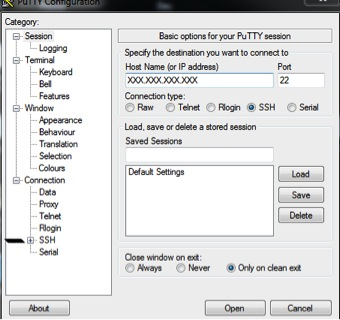 PuTTY Configuration
Category:
Session
Logging
Terminal
Keyboard
Bell
Features
Window
Appearance
Behaviour
Translation
Selection
Colours
Connection
Data
Proxy
Telnet
Rlogin
SSH
Serial
Basic options for your PuTTY session
Specify the destination you want to connect to
Host Name (or IP address) Port
XXX.XXX.XXX.XXX 22
Connection type:
Raw Telnet Rlogin SSH Serial
Load, save or delete a stored session
Saved Sessions
Default Settings
Load
Save
Delete
Close window on exit:
Always Never Only on clean exit
About Open Cancel